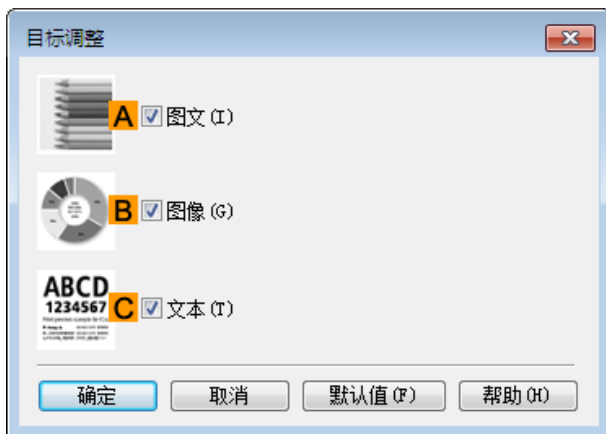 目标调整
A 图文(I)
B 图像(G)
ABCD
1234567
C 文本(T)
确定 取消 默认值(F) 帮助(H)